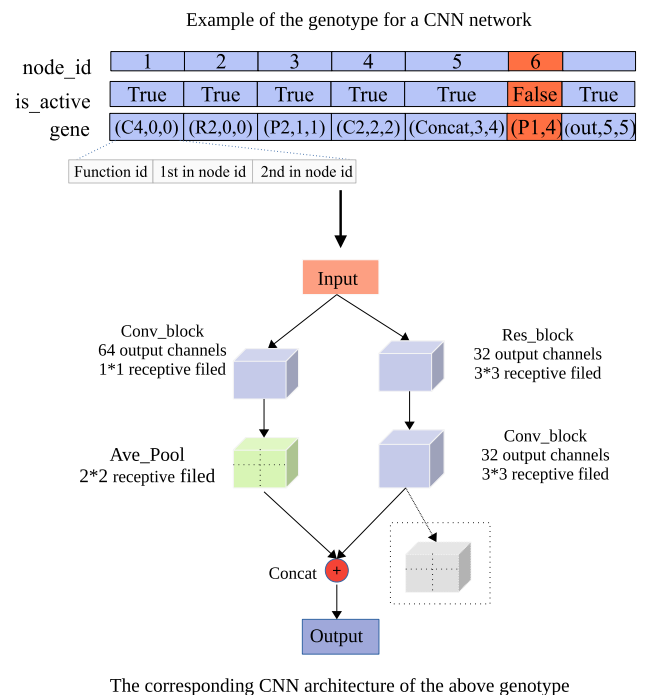 Example of the genotype for a CNN network
node_id 1 2 3 4 5 6
is_active True True True True True False True
gene (C4,0,0) (R2,0,0) (P2,1,1) (C2,2,2) (Concat,3,4) (P1,4) (out,5,5)
Function id 1st in node id 2nd in node id
Input
Conv_block
64 output channels
1*1 receptive filed
Res_block
32 output channels
3*3 receptive filed
Ave_Pool
2*2 receptive filed
Conv_block
32 output channels
3*3 receptive filed
Concat +
Output
The corresponding CNN architecture of the above genotype